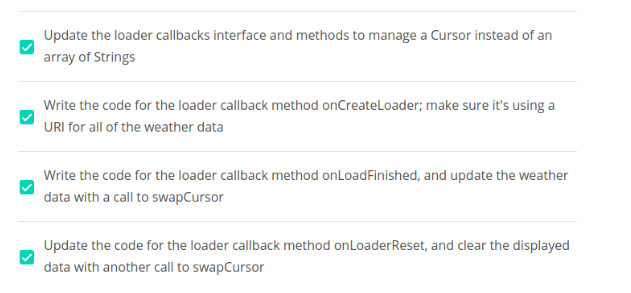 Update the loader callbacks interface and methods to manage a Cursor instead of an
array of Strings
Write the code for the loader callback method onCreateLoader; make sure it's using a
URI for all of the weather data
Write the code for the loader callback method onLoadFinished, and update the weather
data with a call to swapCursor
Update the code for the loader callback method onLoaderReset, and clear the displayed
data with another call to swapCursor